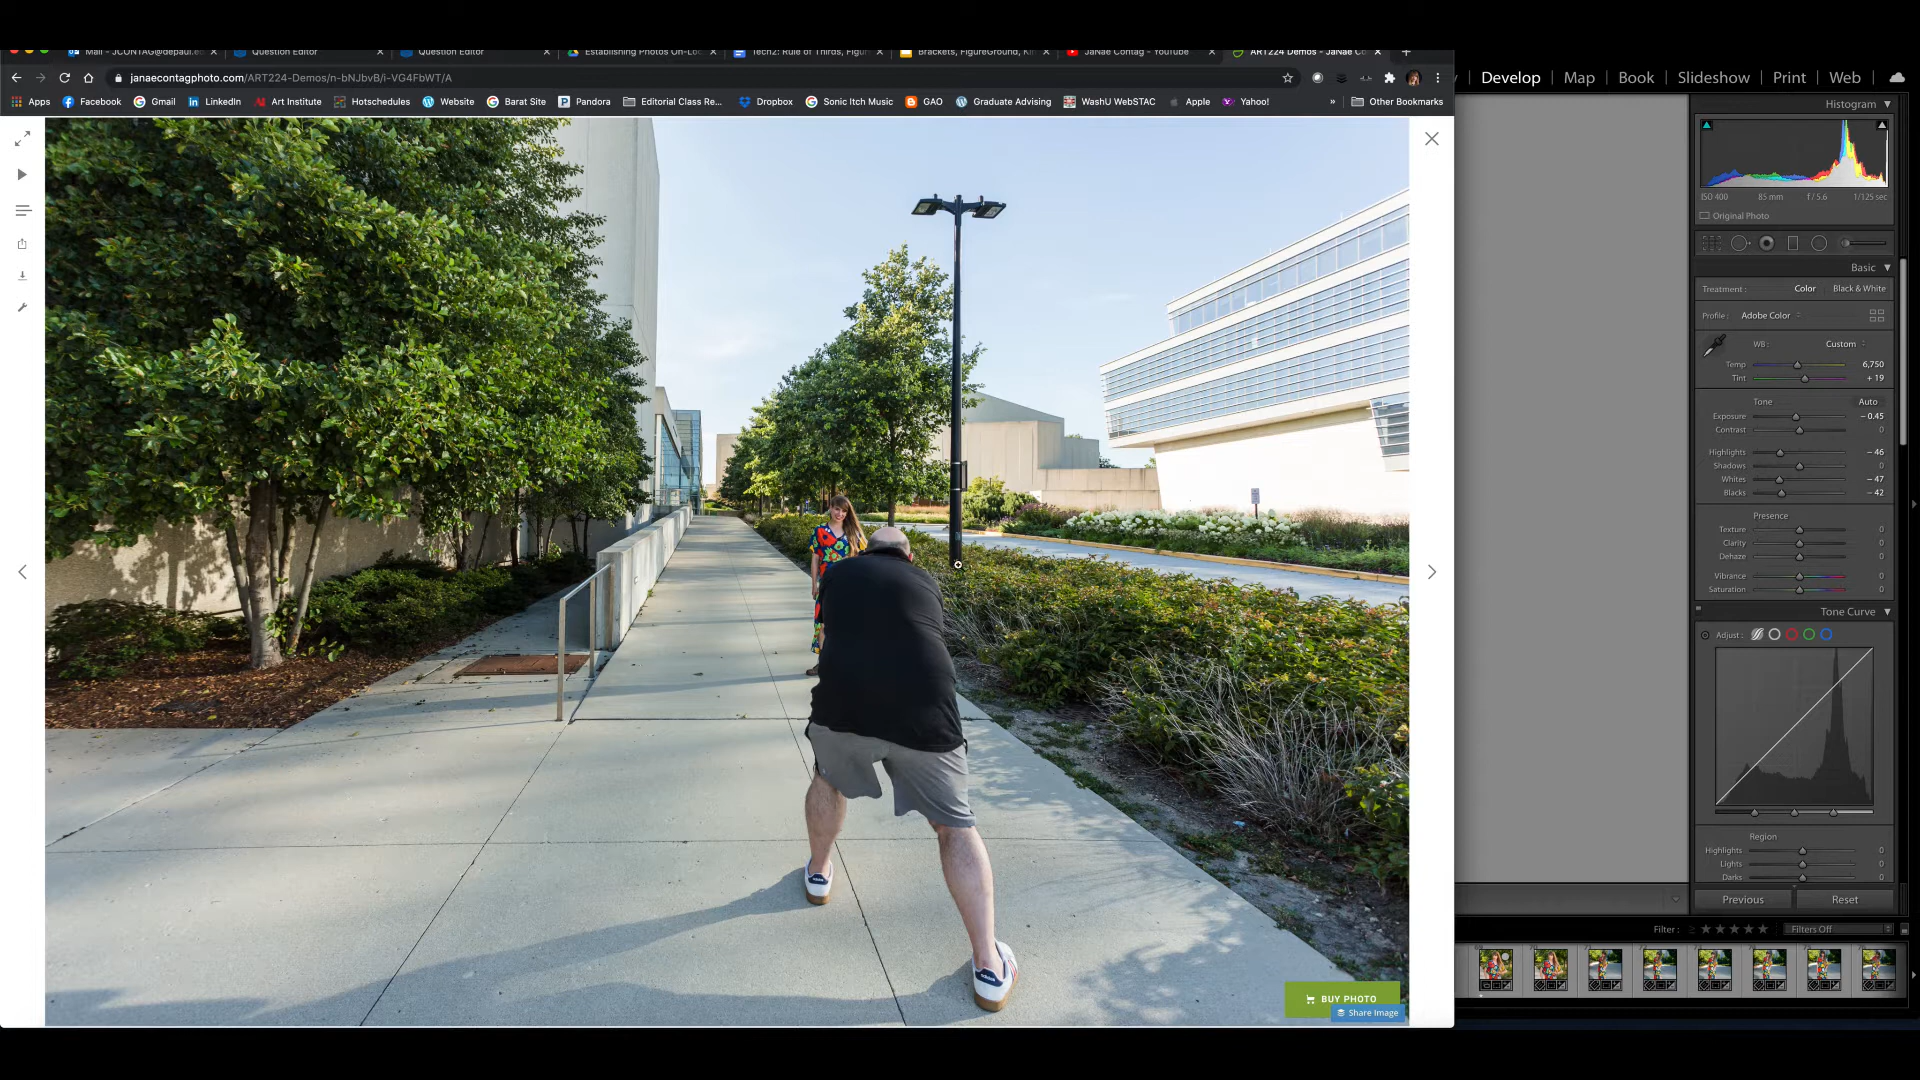 Mail - JCONTAG@depaul.e
Question Editor
Question Editor
Establishing Photos On-Loc
Tech2: Rule of Thirds, Figur
Brackets, FigureGround, K
JaNae Contag - YouTube
ART224 Demos - JaNae Co
janaecontagphoto.com/ART224-Demos/n-bNJbvB/i-VG4FbWT/A
Develop Map Book Slideshow Print Web
Apps Facebook Gmail LinkedIn Art Institute Hotschedules Website Barat Site Pandora Editorial Class Re... Dropbox Sonic Itch Music GAO Graduate Advising WashU WebSTAC Apple Yahoo! » Other Bookmarks
Histogram
ISO 400 85 mm f / 5.6 1/125 sec
Original Photo
Basic
Treatment : Color Black & White
Profile : Adobe Color
WB : Custom
Temp 6,750
Tint + 19
Tone Auto
Exposure − 0.45
Contrast 0
Highlights − 46
Shadows 0
Whites − 47
Blacks − 42
Presence
Texture 0
Clarity 0
Dehaze 0
Vibrance 0
Saturation 0
Tone Curve
Adjust :
Region
Highlights 0
Lights 0
Darks 0
Previous Reset
Filter : Filters Off
BUY PHOTO
Share Image